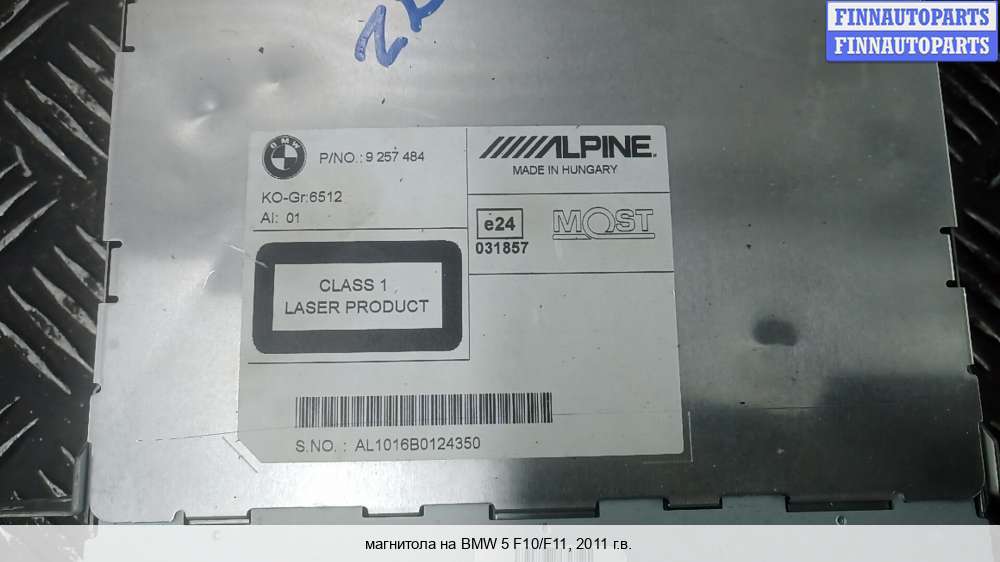 FINNAUTOPARTS
FINNAUTOPARTS
BMW
P/NO.: 9 257 484
ALPINE
MADE IN HUNGARY
KO-Gr:6512
AI: 01
e24
031857
MOST
CLASS 1
LASER PRODUCT
S.NO. : AL1016B0124350
магнитола на BMW 5 F10/F11, 2011 г.в.